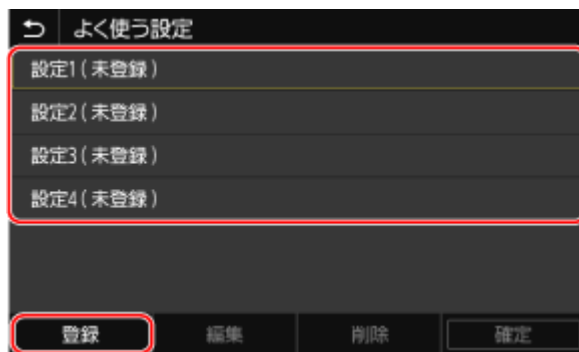 よく使う設定
設定1(未登録)
設定2(未登録)
設定3(未登録)
設定4(未登録)
登録 編集 削除 確定